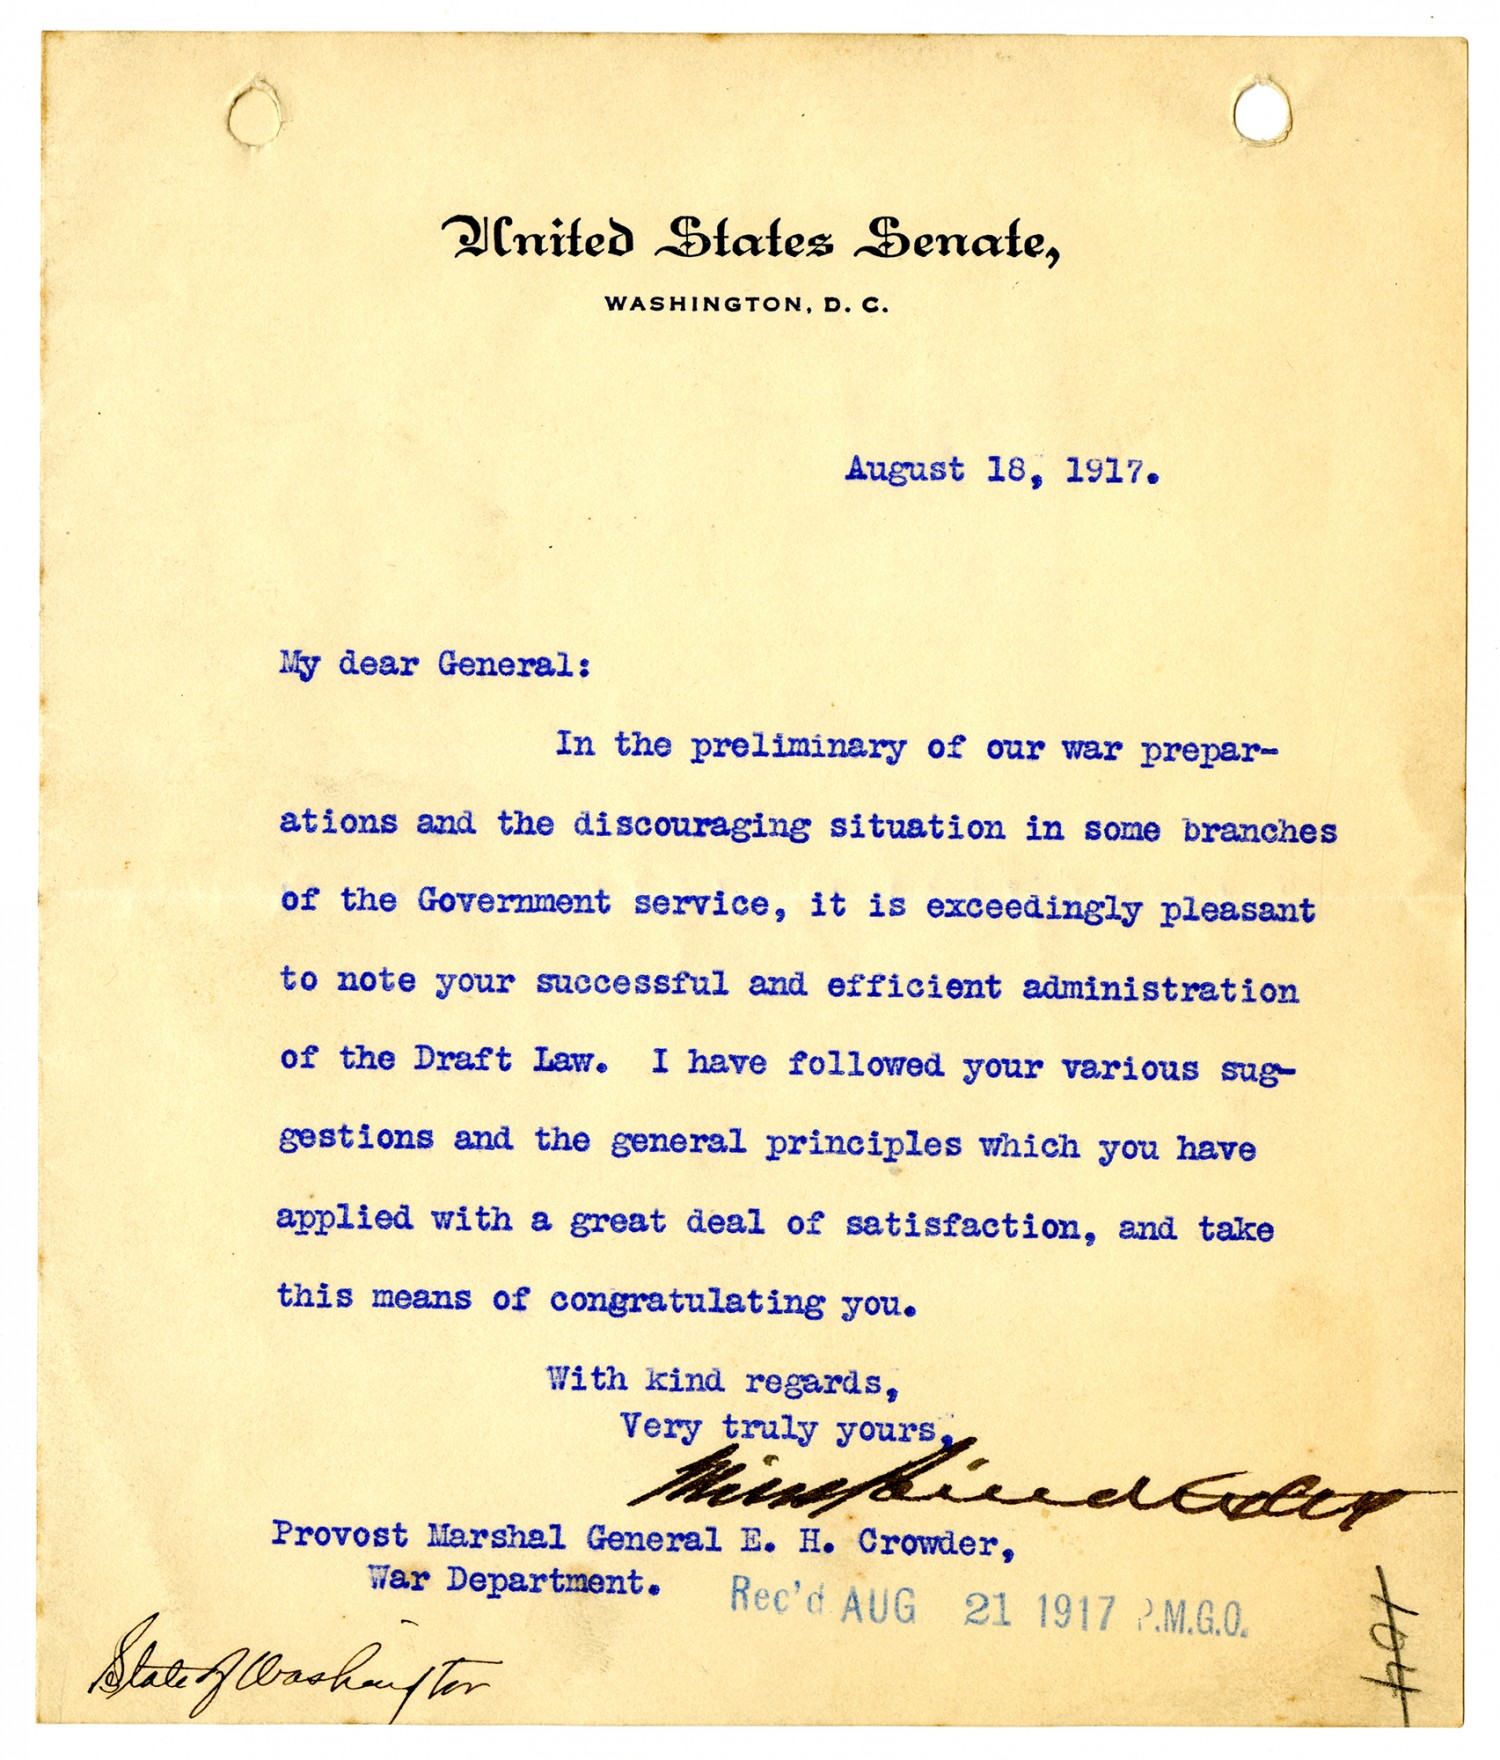 United States Senate,
WASHINGTON, D. C.
August 18, 1917.
My dear General:
In the preliminary of our war prepar-
ations and the discouraging situation in some branches
of the Government service, it is exceedingly pleasant
to note your successful and efficient administration
of the Draft Law. I have followed your various sug-
gestions and the general principles which you have
applied with a great deal of satisfaction, and take
this means of congratulating you.
With kind regards,
Very truly yours,
Miles Poindexter
Provost Marshal General E. H. Crowder,
War Department.
Rec'd AUG 21 1917 P.M.G.O.
State of Washington